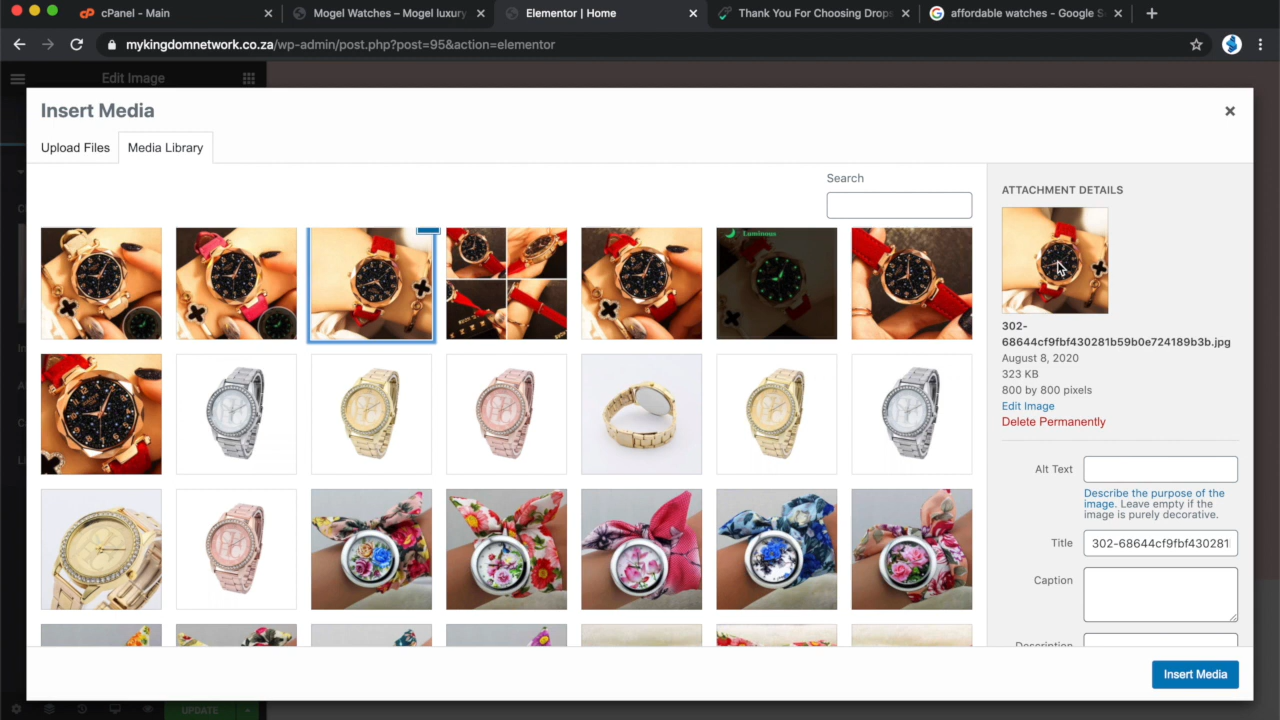 cPanel - Main
Mogel Watches – Mogel luxury
Elementor | Home
Thank You For Choosing Drops
affordable watches - Google Se
mykingdomnetwork.co.za/wp-admin/post.php?post=95&action=elementor
Edit Image
Insert Media
Upload Files
Media Library
Search
Luminous
ATTACHMENT DETAILS
302-
68644cf9fbf430281b59b0e724189b3b.jpg
August 8, 2020
323 KB
800 by 800 pixels
Edit Image
Delete Permanently
Alt Text
Describe the purpose of the
image. Leave empty if the
image is purely decorative.
Title
302-68644cf9fbf430281
Caption
Description
Insert Media
UPDATE